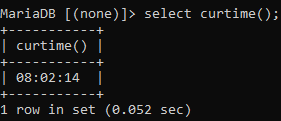 MariaDB [(none)]> select curtime();
+-----------+
| curtime() |
+-----------+
| 08:02:14  |
+-----------+
1 row in set (0.052 sec)